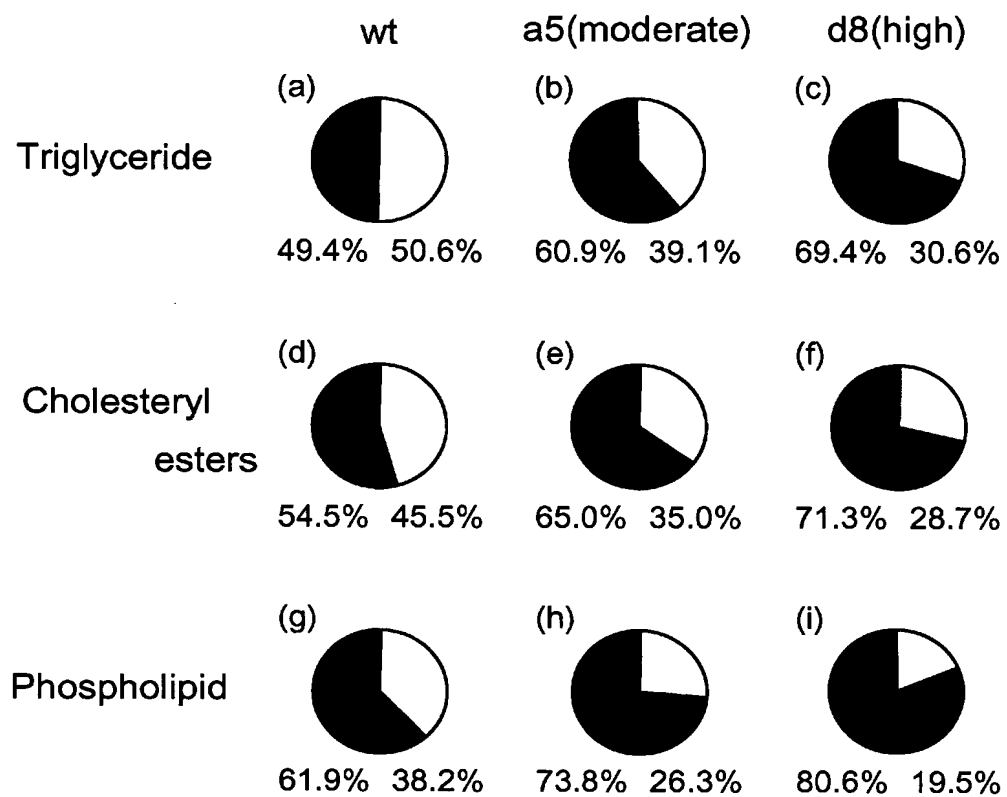 wt a5(moderate) d8(high)
(a) (b) (c)
Triglyceride
49.4% 50.6% 60.9% 39.1% 69.4% 30.6%
(d) (e) (f)
Cholesteryl
esters
54.5% 45.5% 65.0% 35.0% 71.3% 28.7%
(g) (h) (i)
Phospholipid
61.9% 38.2% 73.8% 26.3% 80.6% 19.5%